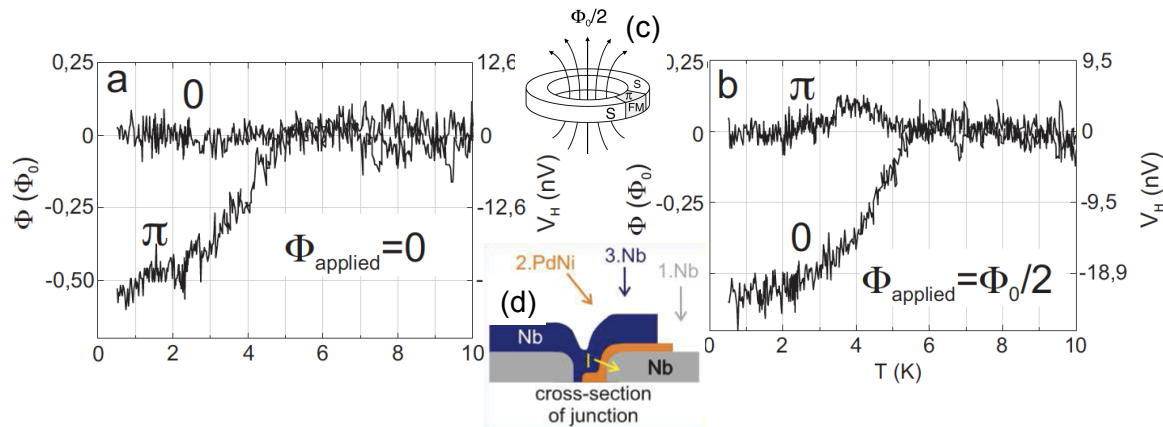 a
0
π
Φapplied=0
0,25
0
-0,25
-0,50
Φ (Φ0)
0 2 4 6 8 10
12,6
0
-12,6
VH (nV)
(c)
Φ0/2
S
π
FM
S
(d)
2.PdNi
3.Nb
1.Nb
Nb
I
Nb
cross-section
of junction
b
π
0
Φapplied=Φ0/2
0,25
0
-0,25
Φ (Φ0)
0 2 4 6 8 10
T (K)
9,5
0
-9,5
-18,9
VH (nV)